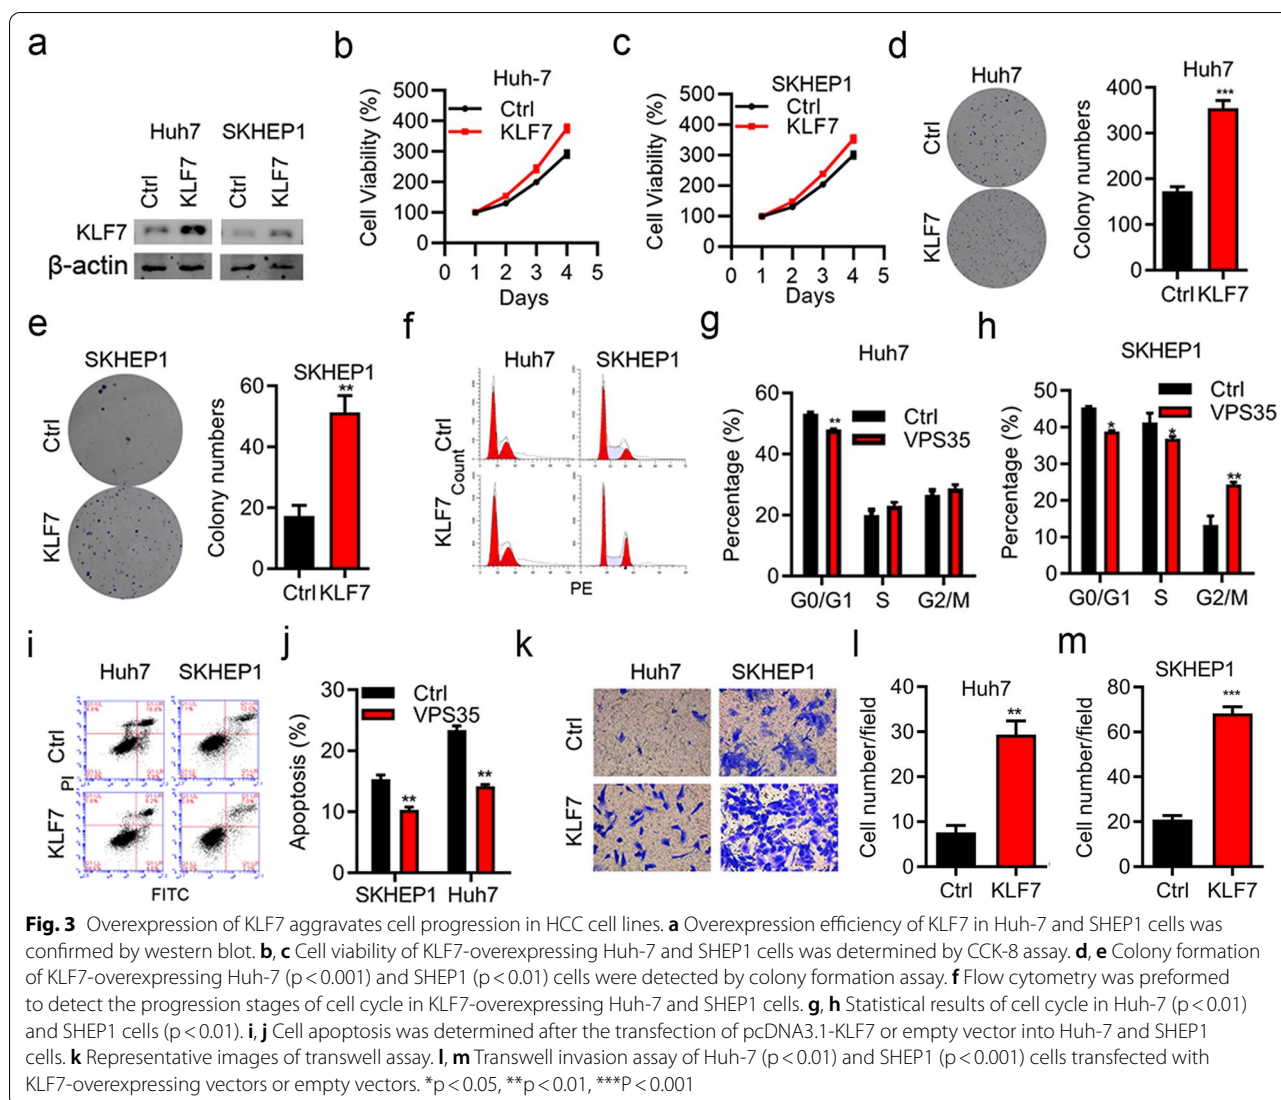 a
Huh7 SKHEP1
Ctrl KLF7 Ctrl KLF7
KLF7
β-actin
b
Huh-7
Ctrl
KLF7
Cell Viability (%)
500
400
300
200
100
0
0 1 2 3 4 5
Days
c
SKHEP1
Ctrl
KLF7
Cell Viability (%)
500
400
300
200
100
0
0 1 2 3 4 5
Days
d
Huh7
Ctrl
KLF7
Huh7
***
Colony numbers
400
300
200
100
0
Ctrl KLF7
e
SKHEP1
Ctrl
KLF7
SKHEP1
**
Colony numbers
60
40
20
0
Ctrl KLF7
f
Huh7 SKHEP1
Ctrl
KLF7
Count
PE
g
Huh7
Ctrl
VPS35
Percentage (%)
60
40
20
0
**
G0/G1 S G2/M
h
SKHEP1
Ctrl
VPS35
Percentage (%)
50
40
30
20
10
0
* * **
G0/G1 S G2/M
i
Huh7 SKHEP1
Ctrl
KLF7
PI
FITC
j
Ctrl
VPS35
Apoptosis (%)
30
20
10
0
** **
SKHEP1 Huh7
k
Huh7 SKHEP1
Ctrl
KLF7
l
Huh7
**
Cell number/field
40
30
20
10
0
Ctrl KLF7
m
SKHEP1
***
Cell number/field
80
60
40
20
0
Ctrl KLF7
Fig. 3 Overexpression of KLF7 aggravates cell progression in HCC cell lines. a Overexpression efficiency of KLF7 in Huh-7 and SHEP1 cells was
confirmed by western blot. b, c Cell viability of KLF7-overexpressing Huh-7 and SHEP1 cells was determined by CCK-8 assay. d, e Colony formation
of KLF7-overexpressing Huh-7 (p < 0.001) and SHEP1 (p < 0.01) cells were detected by colony formation assay. f Flow cytometry was preformed
to detect the progression stages of cell cycle in KLF7-overexpressing Huh-7 and SHEP1 cells. g, h Statistical results of cell cycle in Huh-7 (p < 0.01)
and SHEP1 cells (p < 0.01). i, j Cell apoptosis was determined after the transfection of pcDNA3.1-KLF7 or empty vector into Huh-7 and SHEP1
cells. k Representative images of transwell assay. l, m Transwell invasion assay of Huh-7 (p < 0.01) and SHEP1 (p < 0.001) cells transfected with
KLF7-overexpressing vectors or empty vectors. *p < 0.05, **p < 0.01, ***P < 0.001